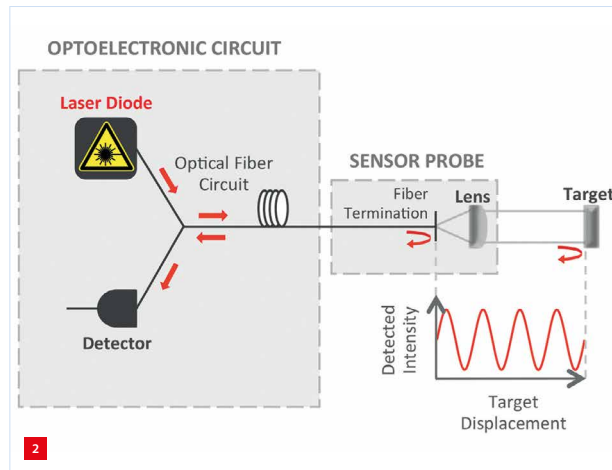 OPTOELECTRONIC CIRCUIT
Laser Diode
Optical Fiber
Circuit
SENSOR PROBE
Fiber
Termination
Lens
Target
Detector
Detected
Intensity
Target
Displacement
2